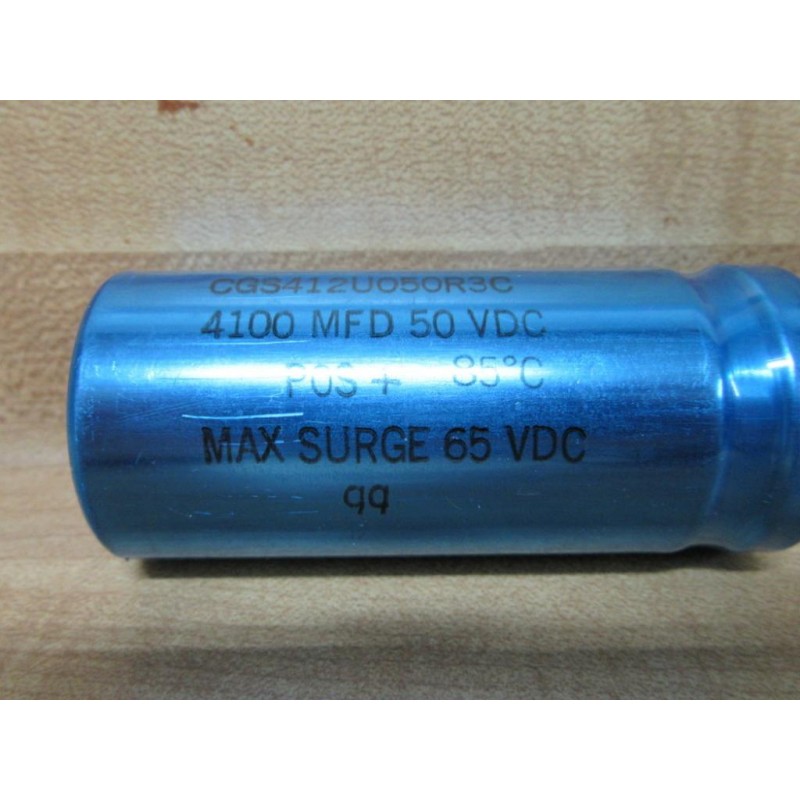 CGS412U050R3C
4100 MFD 50 VDC
POS + 85°C
MAX SURGE 65 VDC
qq